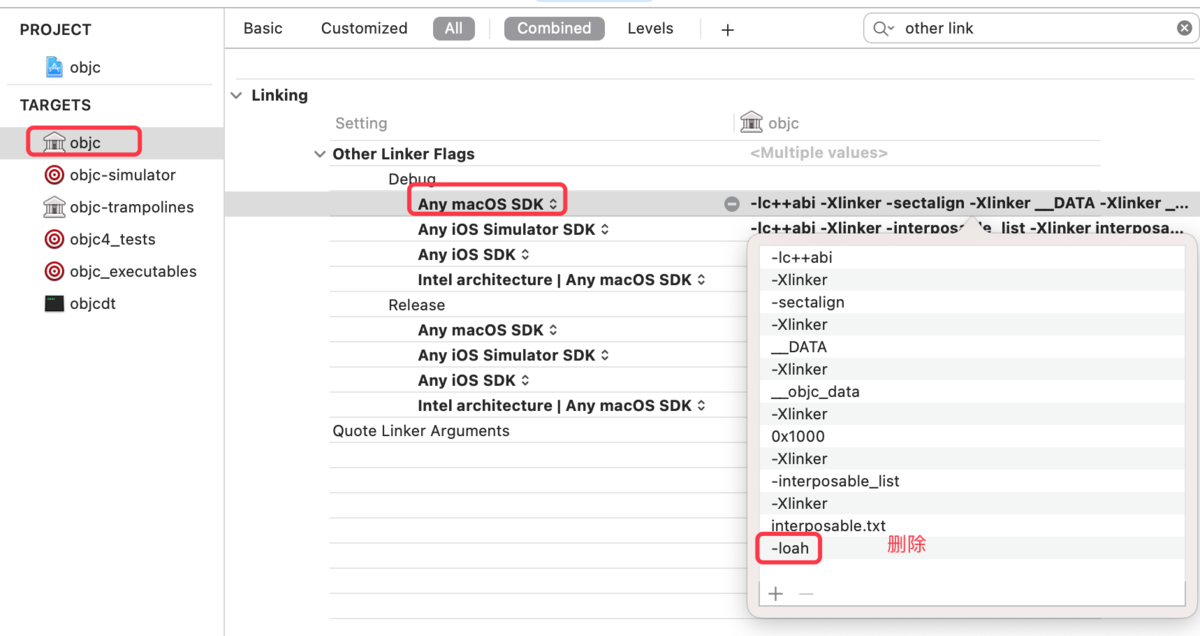 PROJECT
objc
TARGETS
objc
objc-simulator
objc-trampolines
objc4_tests
objc_executables
objcdt
Basic Customized All Combined Levels + other link
Linking
Setting objc
Other Linker Flags <Multiple values>
Debug
Any macOS SDK -lc++abi -Xlinker -sectalign -Xlinker __DATA -Xlinker _...
Any iOS Simulator SDK -lc++abi -Xlinker -interposable_list -Xlinker interposa...
Any iOS SDK
Intel architecture | Any macOS SDK
Release
Any macOS SDK
Any iOS Simulator SDK
Any iOS SDK
Intel architecture | Any macOS SDK
Quote Linker Arguments
-lc++abi
-Xlinker
-sectalign
-Xlinker
__DATA
-Xlinker
__objc_data
-Xlinker
0x1000
-Xlinker
-interposable_list
-Xlinker
interposable.txt
-loah 删除
+ —